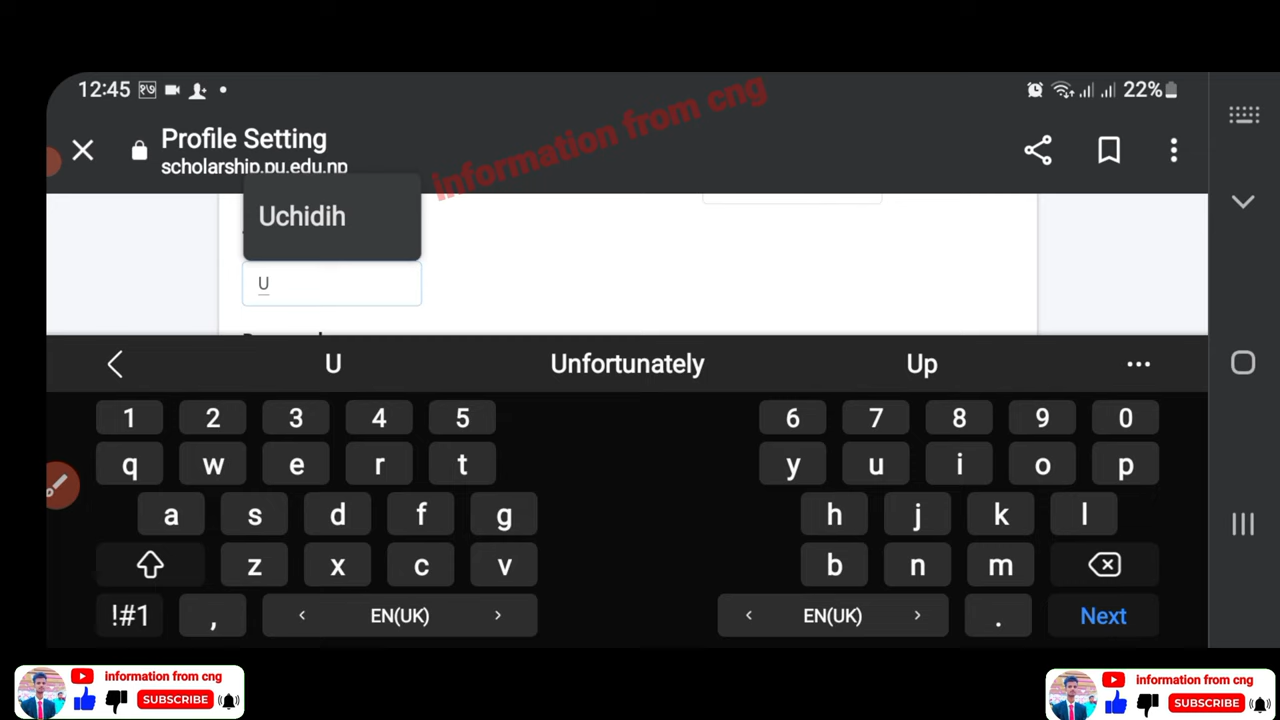 12:45 २७ 22%
information from cng
Profile Setting
scholarship.pu.edu.np
Uchidih
U
U Unfortunately Up
1 2 3 4 5 6 7 8 9 0
q w e r t y u i o p
a s d f g h j k l
z x c v b n m
!#1 , < EN(UK) > < EN(UK) > . Next
information from cng
SUBSCRIBE
information from cng
SUBSCRIBE